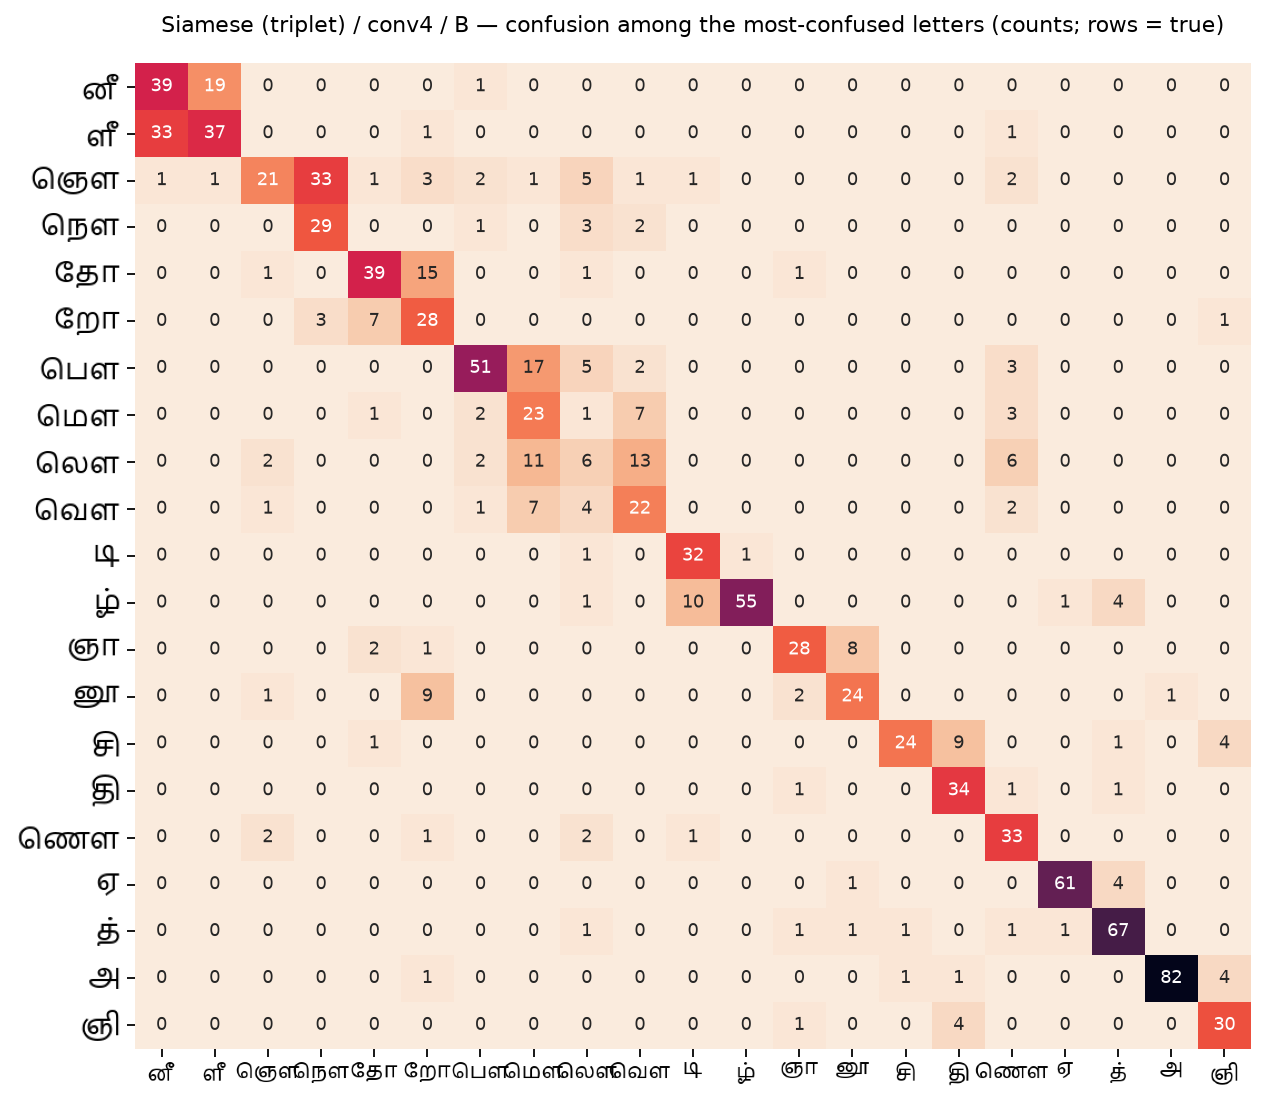 Siamese (triplet) / conv4 / B — confusion among the most-confused letters (counts; rows = true)
னீ 39 19 0 0 0 0 1 0 0 0 0 0 0 0 0 0 0 0 0 0 0
ளீ 33 37 0 0 0 1 0 0 0 0 0 0 0 0 0 0 1 0 0 0 0
ஞௌ 1 1 21 33 1 3 2 1 5 1 1 0 0 0 0 0 2 0 0 0 0
நௌ 0 0 0 29 0 0 1 0 3 2 0 0 0 0 0 0 0 0 0 0 0
தோ 0 0 1 0 39 15 0 0 1 0 0 0 1 0 0 0 0 0 0 0 0
றோ 0 0 0 3 7 28 0 0 0 0 0 0 0 0 0 0 0 0 0 0 1
பௌ 0 0 0 0 0 0 51 17 5 2 0 0 0 0 0 0 3 0 0 0 0
மௌ 0 0 0 0 1 0 2 23 1 7 0 0 0 0 0 0 3 0 0 0 0
லௌ 0 0 2 0 0 0 2 11 6 13 0 0 0 0 0 0 6 0 0 0 0
வௌ 0 0 1 0 0 0 1 7 4 22 0 0 0 0 0 0 2 0 0 0 0
டி 0 0 0 0 0 0 0 0 1 0 32 1 0 0 0 0 0 0 0 0 0
ழ் 0 0 0 0 0 0 0 0 1 0 10 55 0 0 0 0 0 1 4 0 0
ஞா 0 0 0 0 2 1 0 0 0 0 0 0 28 8 0 0 0 0 0 0 0
னூ 0 0 1 0 0 9 0 0 0 0 0 0 2 24 0 0 0 0 0 1 0
சி 0 0 0 0 1 0 0 0 0 0 0 0 0 0 24 9 0 0 1 0 4
தி 0 0 0 0 0 0 0 0 0 0 0 0 1 0 0 34 1 0 1 0 0
ணௌ 0 0 2 0 0 1 0 0 2 0 1 0 0 0 0 0 33 0 0 0 0
ஏ 0 0 0 0 0 0 0 0 0 0 0 0 0 1 0 0 0 61 4 0 0
த் 0 0 0 0 0 0 0 0 1 0 0 0 1 1 1 0 1 1 67 0 0
அ 0 0 0 0 0 1 0 0 0 0 0 0 0 0 1 1 0 0 0 82 4
ஞி 0 0 0 0 0 0 0 0 0 0 0 0 1 0 0 4 0 0 0 0 30
னீ ளீ ஞௌ நௌ தோ றோ பௌ மௌ லௌ வௌ டி ழ் ஞா னூ சி தி ணௌ ஏ த் அ ஞி